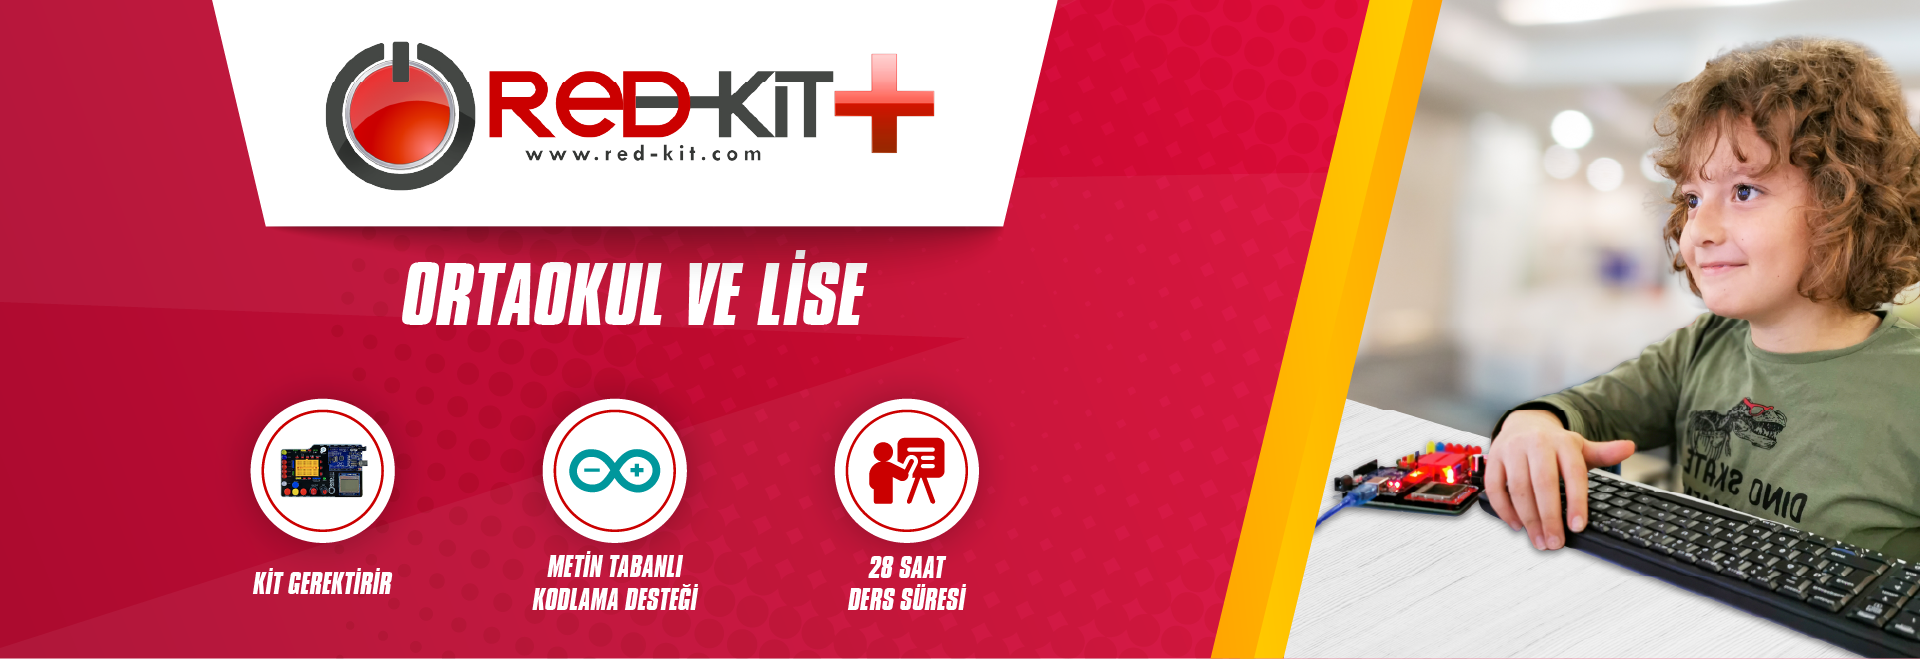 RED-KİT+
www.red-kit.com
ORTAOKUL VE LİSE
KİT GEREKTİRİR
METİN TABANLI
KODLAMA DESTEĞİ
28 SAAT
DERS SÜRESİ
DINO SKATE